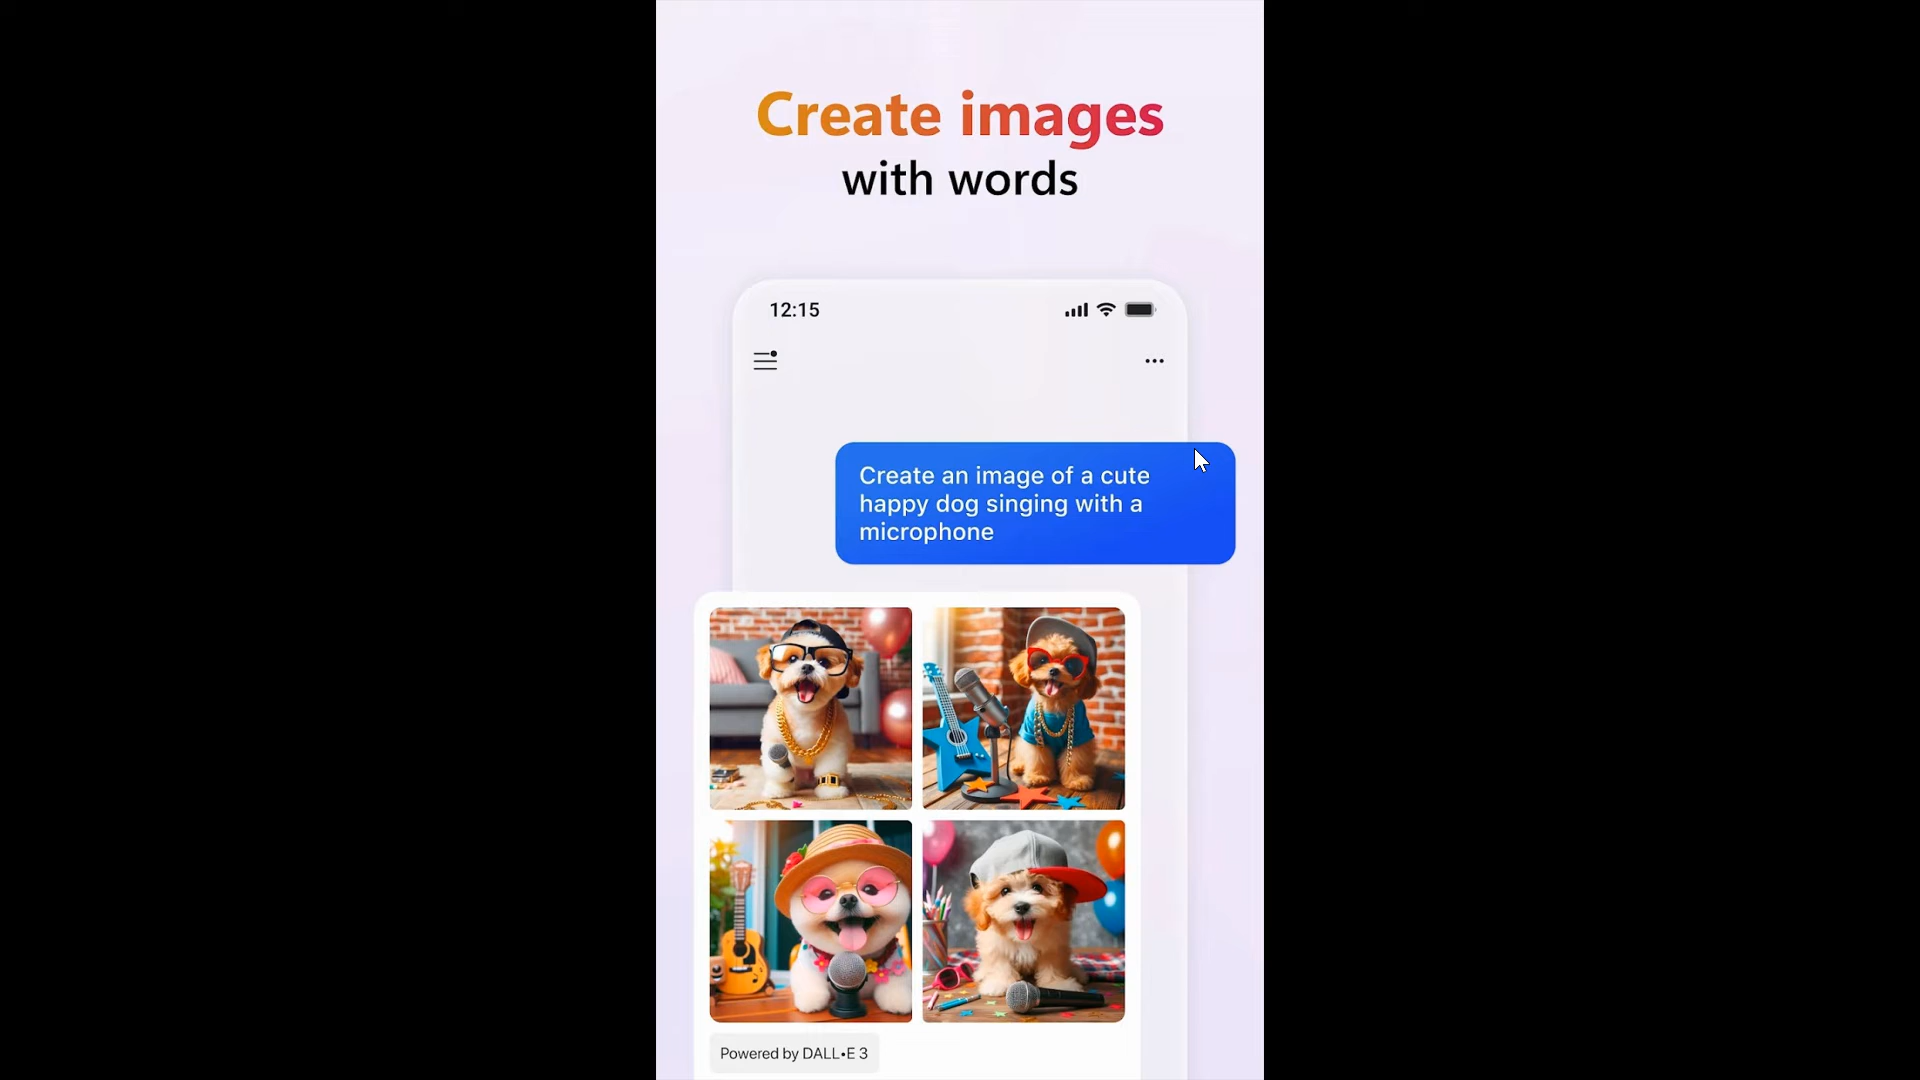 Create images
with words
12:15
Create an image of a cute
happy dog singing with a
microphone
Powered by DALL•E 3